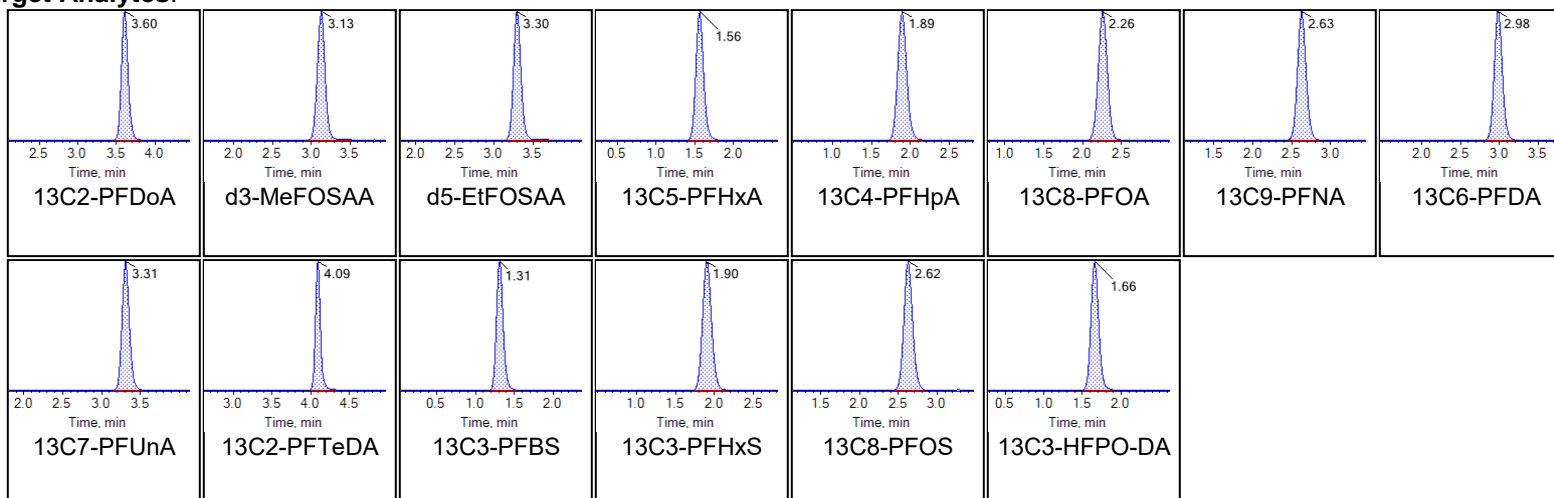 3.60 3.13 3.30 1.56 1.89 2.26 2.63 2.98
2.5 3.0 3.5 4.0 2.0 2.5 3.0 3.5 2.0 2.5 3.0 3.5 0.5 1.0 1.5 2.0 1.0 1.5 2.0 2.5 1.0 1.5 2.0 2.5 1.5 2.0 2.5 3.0 2.0 2.5 3.0 3.5
Time, min Time, min Time, min Time, min Time, min Time, min Time, min Time, min
13C2-PFDoA d3-MeFOSAA d5-EtFOSAA 13C5-PFHxA 13C4-PFHpA 13C8-PFOA 13C9-PFNA 13C6-PFDA
3.31 4.09 1.31 1.90 2.62 1.66
2.0 2.5 3.0 3.5 3.0 3.5 4.0 4.5 0.5 1.0 1.5 2.0 1.0 1.5 2.0 2.5 1.5 2.0 2.5 3.0 0.5 1.0 1.5 2.0
Time, min Time, min Time, min Time, min Time, min Time, min
13C7-PFUnA 13C2-PFTeDA 13C3-PFBS 13C3-PFHxS 13C8-PFOS 13C3-HFPO-DA